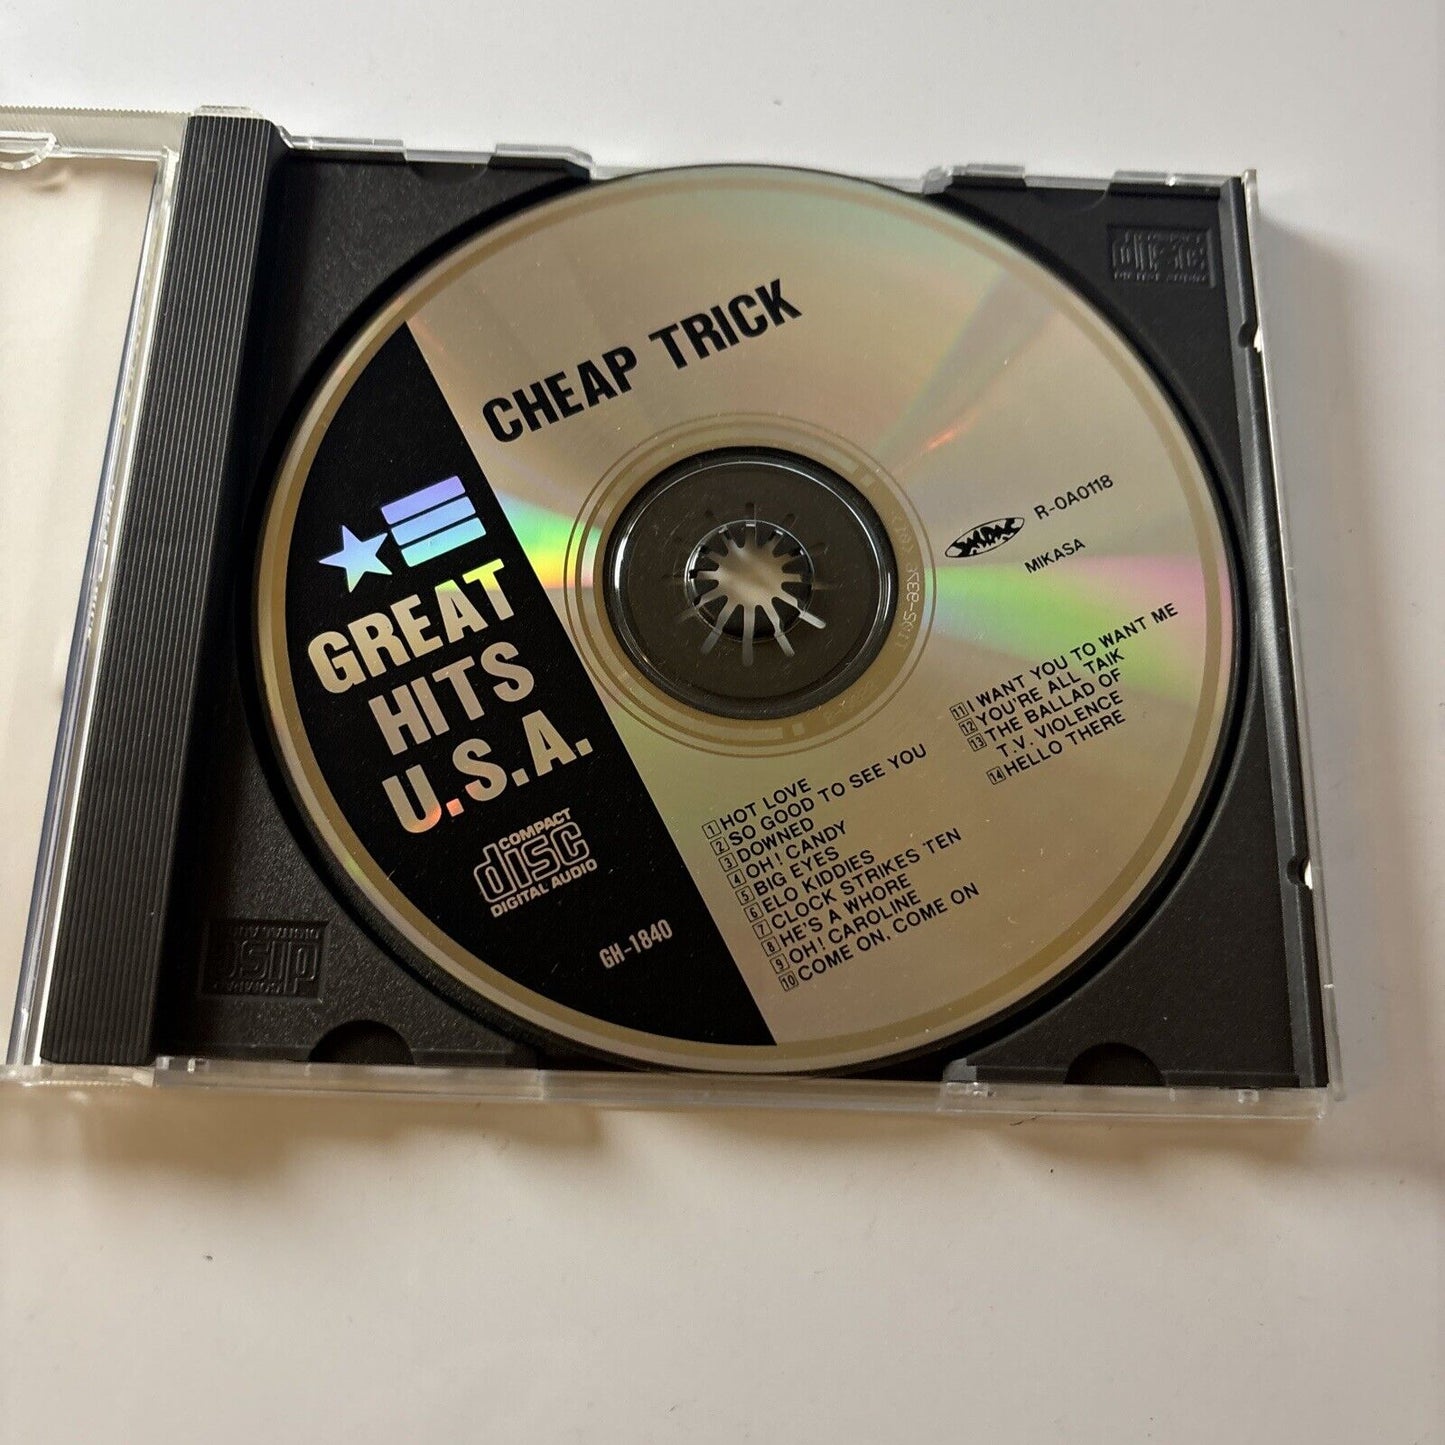 CHEAP TRICK
GREAT
HITS
U.S.A.
COMPACT
disc
DIGITAL AUDIO
GH-1840
R-0A0118
MIKASA
1 HOT LOVE
2 SO GOOD TO SEE YOU
3 DOWNED
4 OH! CANDY
5 BIG EYES
6 ELO KIDDIES
7 CLOCK STRIKES TEN
8 HE'S A WHORE
9 OH! CAROLINE
10 COME ON, COME ON
11 I WANT YOU TO WANT ME
12 YOU'RE ALL TAIK
13 THE BALLAD OF
T.V. VIOLENCE
14 HELLO THERE